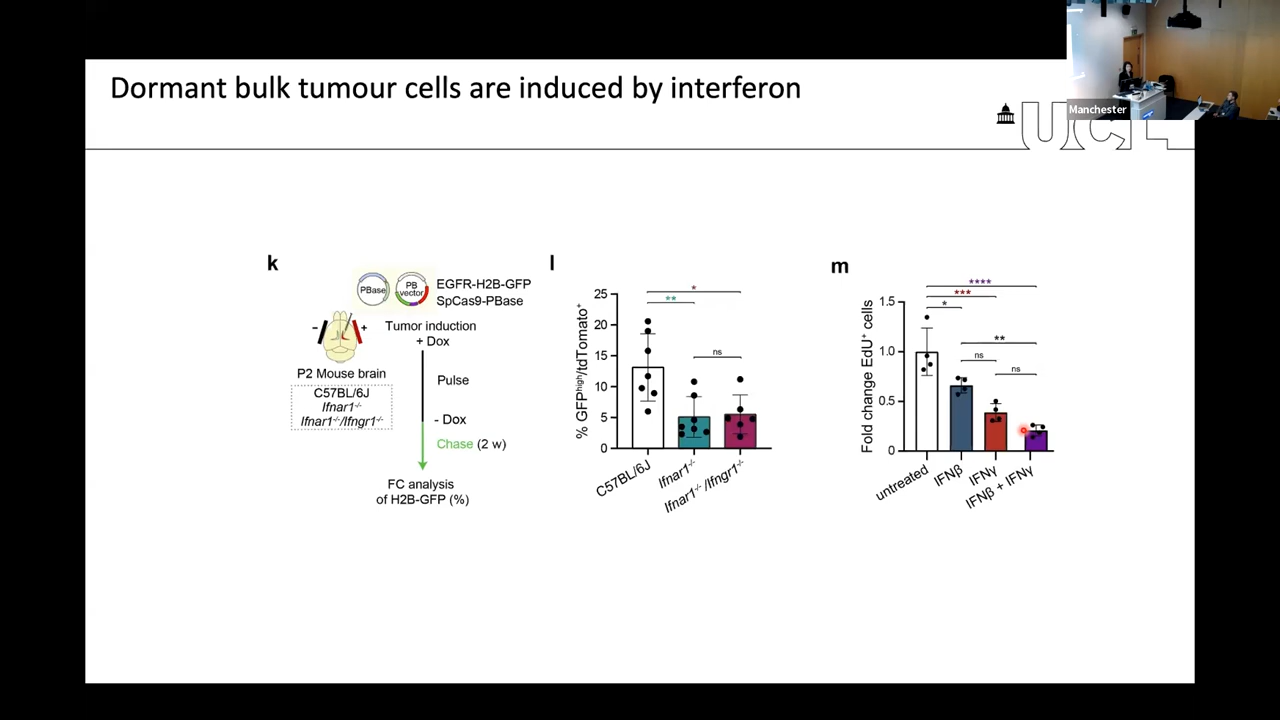 Dormant bulk tumour cells are induced by interferon
Manchester
UCL
k
PBase
PB
vector
EGFR-H2B-GFP
SpCas9-PBase
Tumor induction
+ Dox
- +
P2 Mouse brain
C57BL/6J
Ifnar1-/-
Ifnar1-/-/Ifngr1-/-
Pulse
- Dox
Chase (2 w)
FC analysis
of H2B-GFP (%)
l
% GFPhigh/tdTomato+
25
20
15
10
5
0
*
**
ns
C57BL/6J
Ifnar1-/-
Ifnar1-/-/Ifngr1-/-
m
Fold change EdU+ cells
1.5
1.0
0.5
0
****
***
*
**
ns
ns
untreated
IFNβ
IFNγ
IFNβ + IFNγ